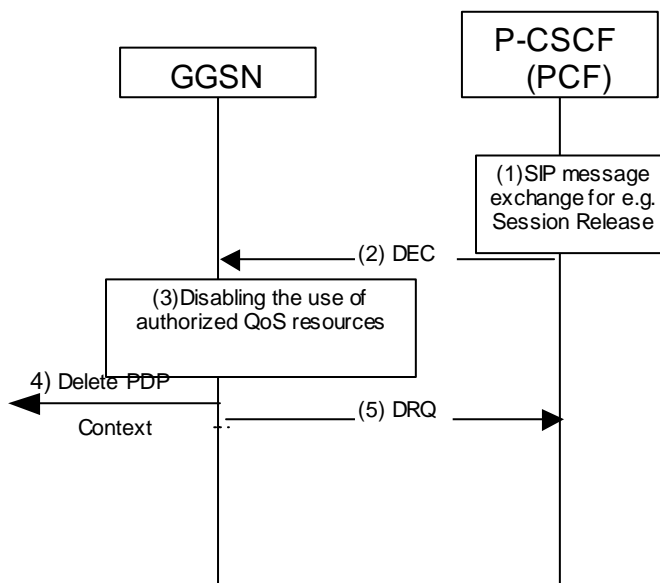 P-CSCF
(PCF)
GGSN
(1)SIP message
exchange for e.g.
Session Release
(2) DEC
(3)Disabling the use of
authorized QoS resources
4) Delete PDP
Context
(5) DRQ